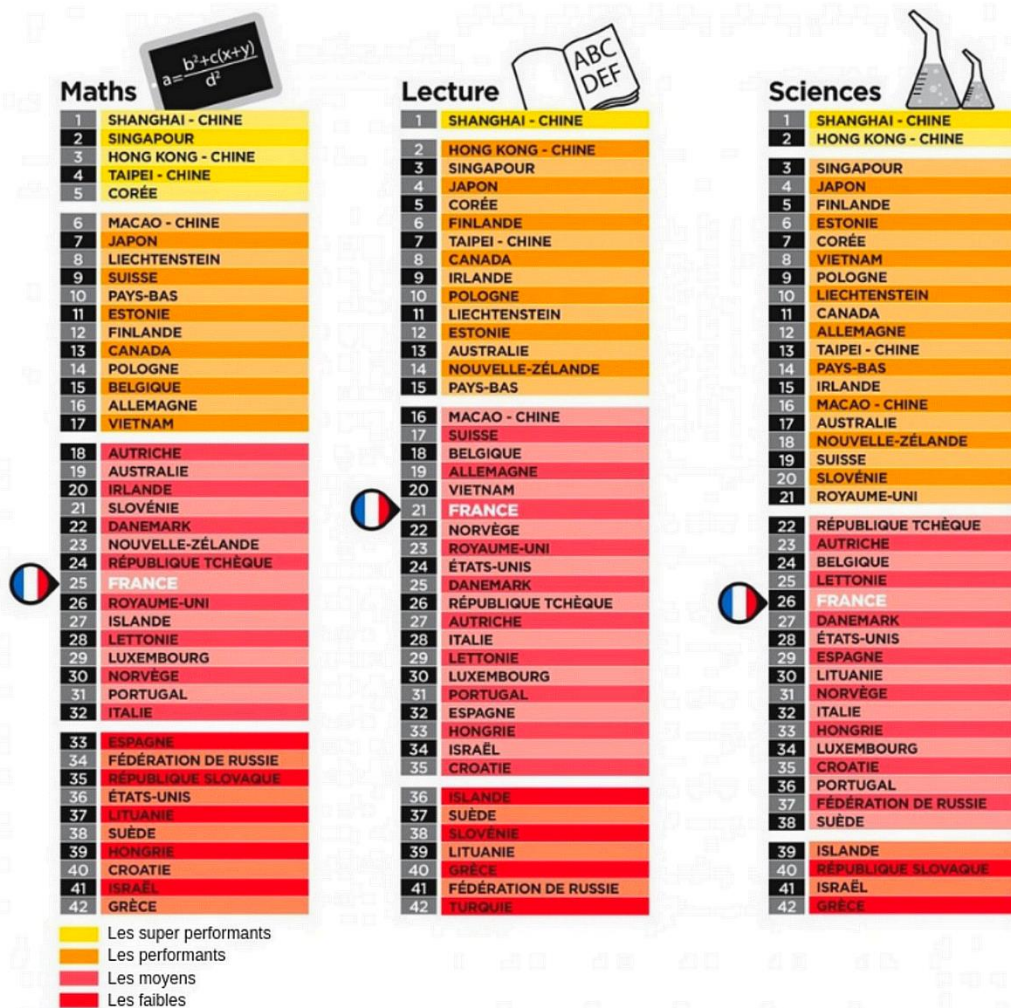 b²+c(x+y)
a=
d²
ABC
DEF
Maths
1 SHANGHAI - CHINE
2 SINGAPOUR
3 HONG KONG - CHINE
4 TAIPEI - CHINE
5 CORÉE
6 MACAO - CHINE
7 JAPON
8 LIECHTENSTEIN
9 SUISSE
10 PAYS-BAS
11 ESTONIE
12 FINLANDE
13 CANADA
14 POLOGNE
15 BELGIQUE
16 ALLEMAGNE
17 VIETNAM
18 AUTRICHE
19 AUSTRALIE
20 IRLANDE
21 SLOVÉNIE
22 DANEMARK
23 NOUVELLE-ZÉLANDE
24 RÉPUBLIQUE TCHÈQUE
25 FRANCE
26 ROYAUME-UNI
27 ISLANDE
28 LETTONIE
29 LUXEMBOURG
30 NORVÈGE
31 PORTUGAL
32 ITALIE
33 ESPAGNE
34 FÉDÉRATION DE RUSSIE
35 RÉPUBLIQUE SLOVAQUE
36 ÉTATS-UNIS
37 LITUANIE
38 SUÈDE
39 HONGRIE
40 CROATIE
41 ISRAËL
42 GRÈCE
Lecture
1 SHANGHAI - CHINE
2 HONG KONG - CHINE
3 SINGAPOUR
4 JAPON
5 CORÉE
6 FINLANDE
7 TAIPEI - CHINE
8 CANADA
9 IRLANDE
10 POLOGNE
11 LIECHTENSTEIN
12 ESTONIE
13 AUSTRALIE
14 NOUVELLE-ZÉLANDE
15 PAYS-BAS
16 MACAO - CHINE
17 SUISSE
18 BELGIQUE
19 ALLEMAGNE
20 VIETNAM
21 FRANCE
22 NORVÈGE
23 ROYAUME-UNI
24 ÉTATS-UNIS
25 DANEMARK
26 RÉPUBLIQUE TCHÈQUE
27 AUTRICHE
28 ITALIE
29 LETTONIE
30 LUXEMBOURG
31 PORTUGAL
32 ESPAGNE
33 HONGRIE
34 ISRAËL
35 CROATIE
36 ISLANDE
37 SUÈDE
38 SLOVÉNIE
39 LITUANIE
40 GRÈCE
41 FÉDÉRATION DE RUSSIE
42 TURQUIE
Sciences
1 SHANGHAI - CHINE
2 HONG KONG - CHINE
3 SINGAPOUR
4 JAPON
5 FINLANDE
6 ESTONIE
7 CORÉE
8 VIETNAM
9 POLOGNE
10 LIECHTENSTEIN
11 CANADA
12 ALLEMAGNE
13 TAIPEI - CHINE
14 PAYS-BAS
15 IRLANDE
16 MACAO - CHINE
17 AUSTRALIE
18 NOUVELLE-ZÉLANDE
19 SUISSE
20 SLOVÉNIE
21 ROYAUME-UNI
22 RÉPUBLIQUE TCHÈQUE
23 AUTRICHE
24 BELGIQUE
25 LETTONIE
26 FRANCE
27 DANEMARK
28 ÉTATS-UNIS
29 ESPAGNE
30 LITUANIE
31 NORVÈGE
32 ITALIE
33 HONGRIE
34 LUXEMBOURG
35 CROATIE
36 PORTUGAL
37 FÉDÉRATION DE RUSSIE
38 SUÈDE
39 ISLANDE
40 RÉPUBLIQUE SLOVAQUE
41 ISRAËL
42 GRÈCE
Les super performants
Les performants
Les moyens
Les faibles